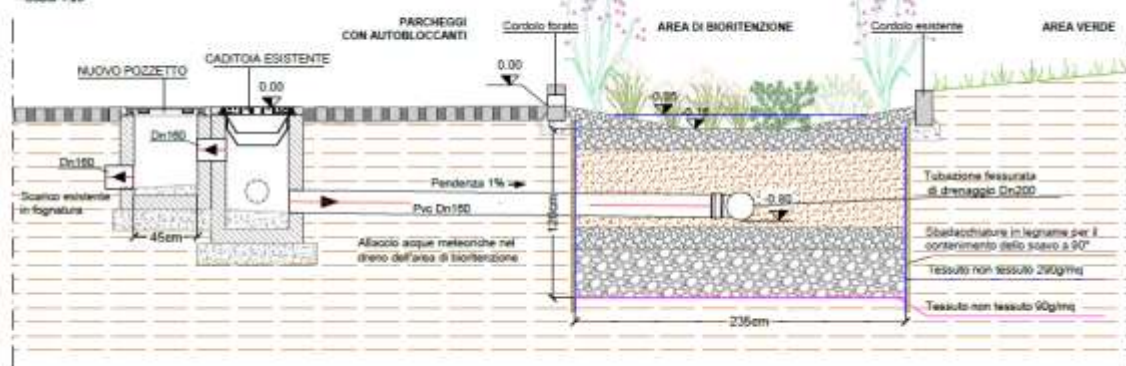 PARCHEGGI
CON AUTOBLOCCANTI
Cordolo forato
AREA DI BIORITENZIONE
Cordolo esistente
AREA VERDE
NUOVO POZZETTO
CADITOIA ESISTENTE
0.00
0.00
Dn160
Dn160
Scarico esistente
in fognatura
45cm
Pendenza 1%
Pvc Dn160
Allaccio acque meteoriche nel
dreno dell'area di bioritenzione
-0.80
235cm
Tubazione fessurata
di drenaggio Dn200
Sbadacchiature in legname per il
contenimento dello scavo a 90°
Tessuto non tessuto 290g/mq
Tessuto non tessuto 90g/mq